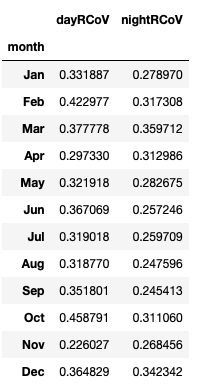 dayRCoV nightRCoV
month
Jan 0.331887 0.278970
Feb 0.422977 0.317308
Mar 0.377778 0.359712
Apr 0.297330 0.312986
May 0.321918 0.282675
Jun 0.367069 0.257246
Jul 0.319018 0.259709
Aug 0.318770 0.247596
Sep 0.351801 0.245413
Oct 0.458791 0.311060
Nov 0.226027 0.268456
Dec 0.364829 0.342342